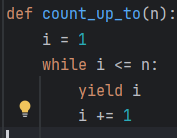 def count_up_to(n):
    i = 1
    while i <= n:
        yield i
        i += 1